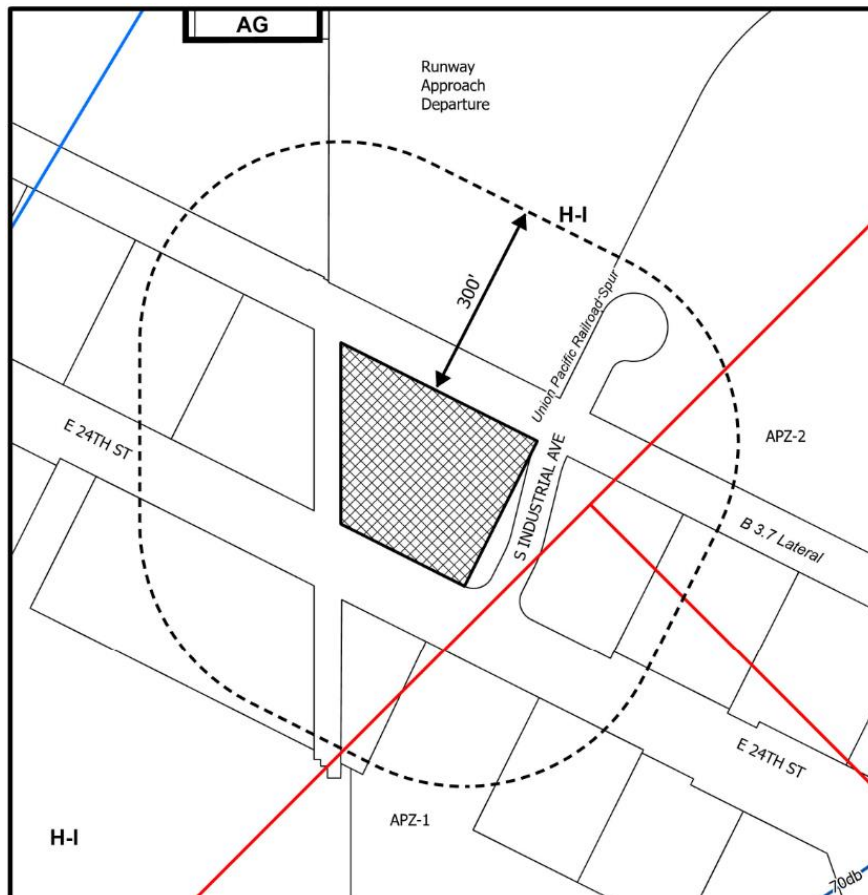 AG
Runway
Approach
Departure
H-I
300'
Union Pacific Railroad Spur
E 24TH ST
S INDUSTRIAL AVE
APZ-2
B 3.7 Lateral
E 24TH ST
APZ-1
H-I
70db